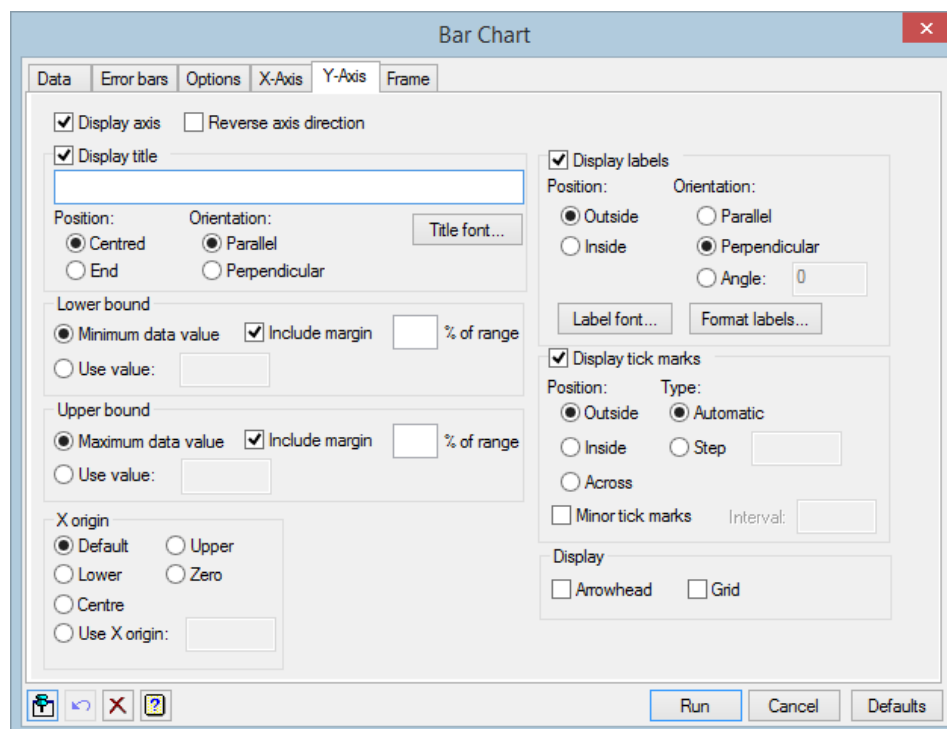 Bar Chart
Data Error bars Options X-Axis Y-Axis Frame
Display axis Reverse axis direction
Display title
Position: Orientation:
Centred Parallel Title font...
End Perpendicular
Lower bound
Minimum data value Include margin % of range
Use value:
Upper bound
Maximum data value Include margin % of range
Use value:
X origin
Default Upper
Lower Zero
Centre
Use X origin:
Display labels
Position: Orientation:
Outside Parallel
Inside Perpendicular
Angle: 0
Label font... Format labels...
Display tick marks
Position: Type:
Outside Automatic
Inside Step
Across
Minor tick marks Interval:
Display
Arrowhead Grid
Run Cancel Defaults